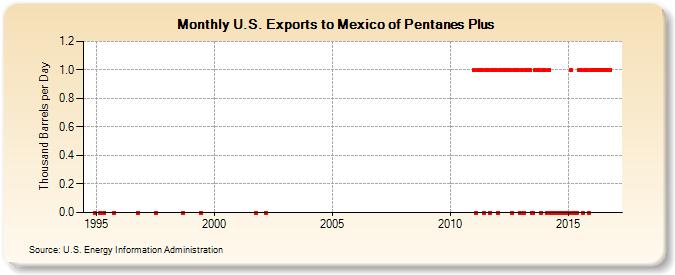 Monthly U.S. Exports to Mexico of Pentanes Plus
Thousand Barrels per Day
1.2
1.0
0.8
0.6
0.4
0.2
0.0
1995 2000 2005 2010 2015
Source: U.S. Energy Information Administration